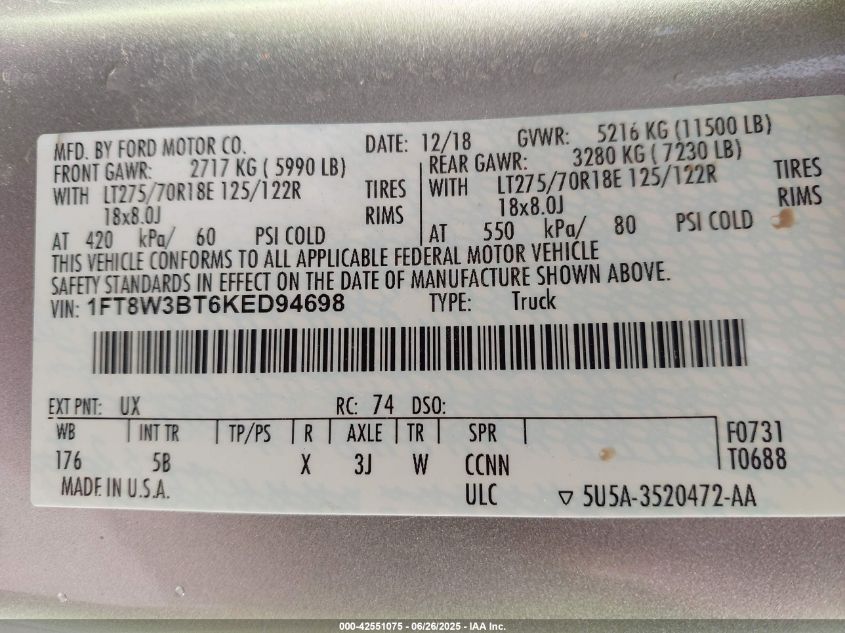 MFD. BY FORD MOTOR CO. DATE: 12/18 GVWR: 5216 KG (11500 LB)
FRONT GAWR: 2717 KG ( 5990 LB) REAR GAWR: 3280 KG ( 7230 LB)
WITH LT275/70R18E 125/122R TIRES WITH LT275/70R18E 125/122R TIRES
18x8.0J RIMS 18x8.0J RIMS
AT 420 kPa/ 60 PSI COLD AT 550 kPa/ 80 PSI COLD
THIS VEHICLE CONFORMS TO ALL APPLICABLE FEDERAL MOTOR VEHICLE
SAFETY STANDARDS IN EFFECT ON THE DATE OF MANUFACTURE SHOWN ABOVE.
VIN: 1FT8W3BT6KED94698 TYPE: Truck
EXT PNT: UX RC: 74 DSO:
WB INT TR TP/PS R AXLE TR SPR F0731
176 5B X 3J W CCNN T0688
MADE IN U.S.A. ULC ▽ 5U5A-3520472-AA
000-42551075 - 06/26/2025 - IAA Inc.